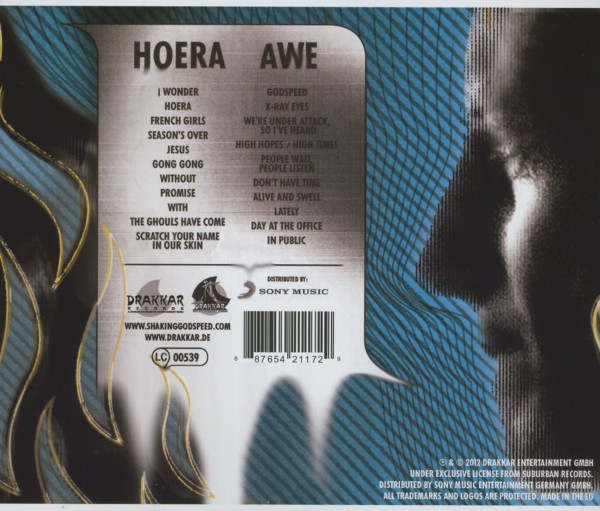 HOERA
I WONDER
HOERA
FRENCH GIRLS
SEASON'S OVER
JESUS
GONG GONG
WITHOUT
PROMISE
WITH
THE GHOULS HAVE COME
SCRATCH YOUR NAME
IN OUR SKIN
AWE
GODSPEED
X-RAY EYES
WE'RE UNDER ATTACK,
SO I'VE HEARD
HIGH HOPES / HIGH TIMES
PEOPLE WAIT,
PEOPLE LISTEN
DON'T HAVE TIME
ALIVE AND SWELL
LATELY
DAY AT THE OFFICE
IN PUBLIC
DRAKKAR
RECORDS
DRAKKAR
DISTRIBUTED BY:
SONY MUSIC
WWW.SHAKINGGODSPEED.COM
WWW.DRAKKAR.DE
LC 00539
8 87654 21172 9
℗ & © 2012 DRAKKAR ENTERTAINMENT GMBH
UNDER EXCLUSIVE LICENSE FROM SUBURBAN RECORDS.
DISTRIBUTED BY SONY MUSIC ENTERTAINMENT GERMANY GMBH.
ALL TRADEMARKS AND LOGOS ARE PROTECTED. MADE IN THE EU